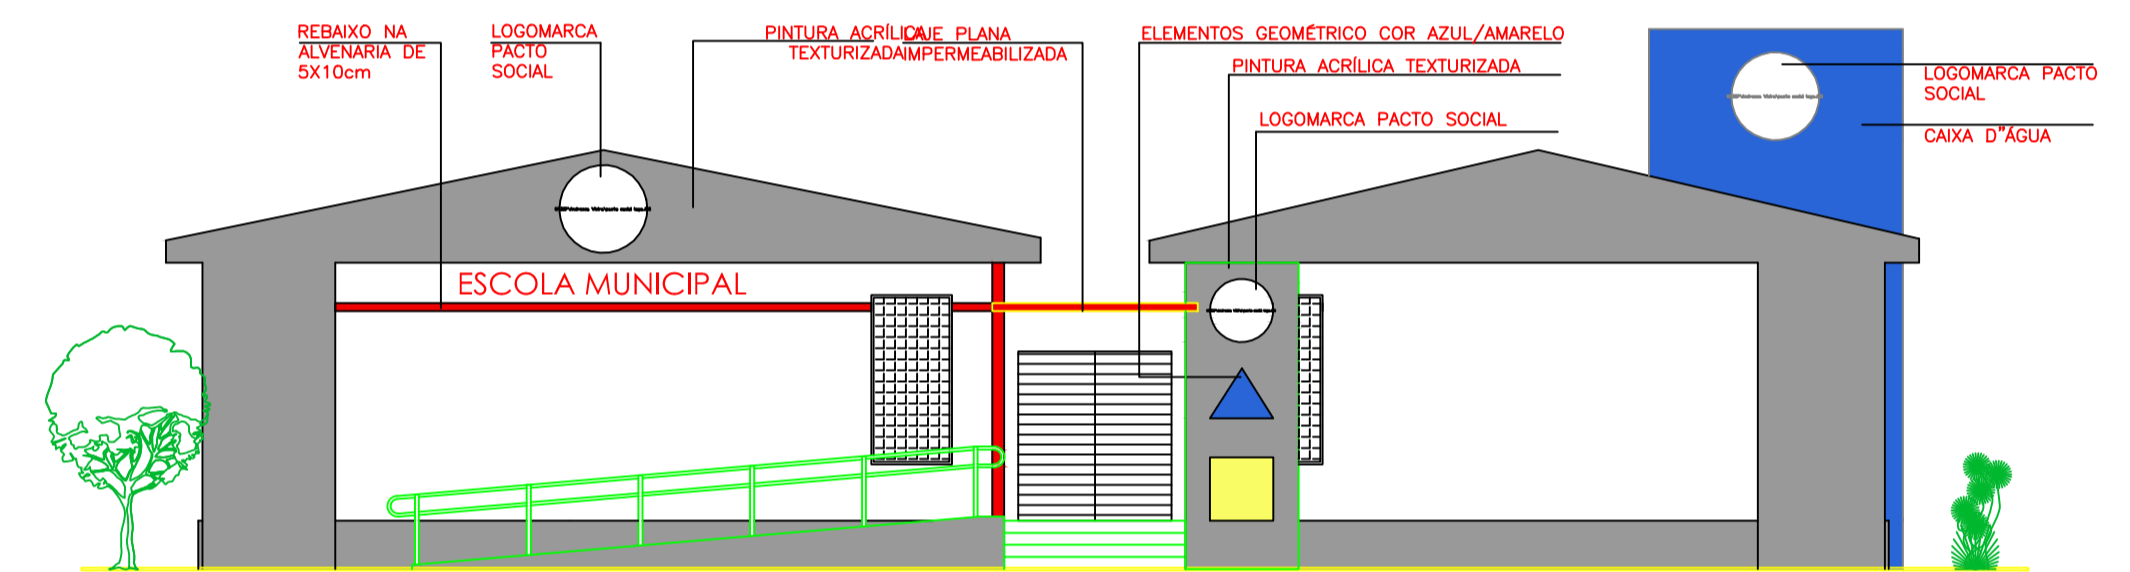 REBAIXO NA
ALVENARIA DE
5X10cm
LOGOMARCA
PACTO
SOCIAL
PINTURA ACRÍLICA
TEXTURIZADA
LAJE PLANA
IMPERMEABILIZADA
ELEMENTOS GEOMÉTRICO COR AZUL/AMARELO
PINTURA ACRÍLICA TEXTURIZADA
LOGOMARCA PACTO SOCIAL
LOGOMARCA PACTO
SOCIAL
CAIXA D"ÁGUA
ESCOLA MUNICIPAL